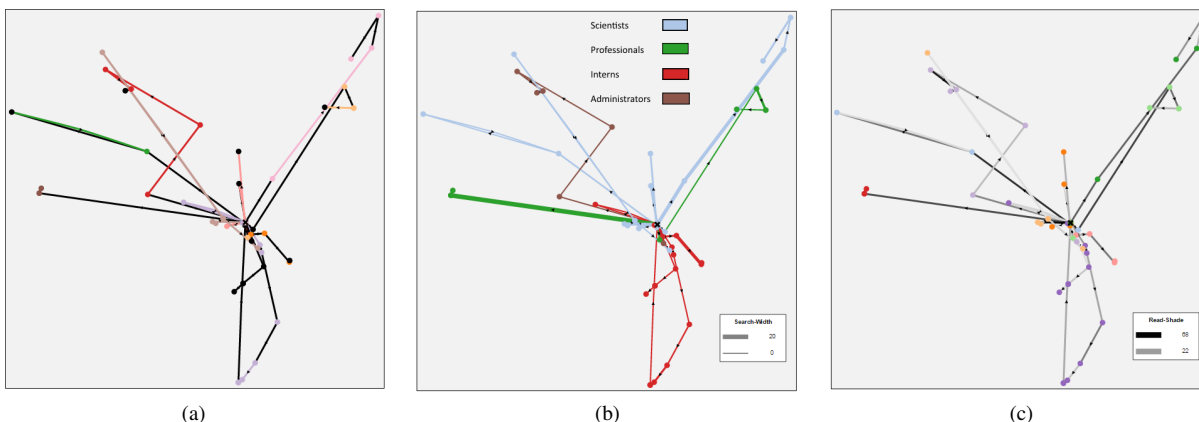 Scientists
Professionals
Interns
Administrators
Search-Width
20
0
Read-Shade
68
22
(a)
(b)
(c)